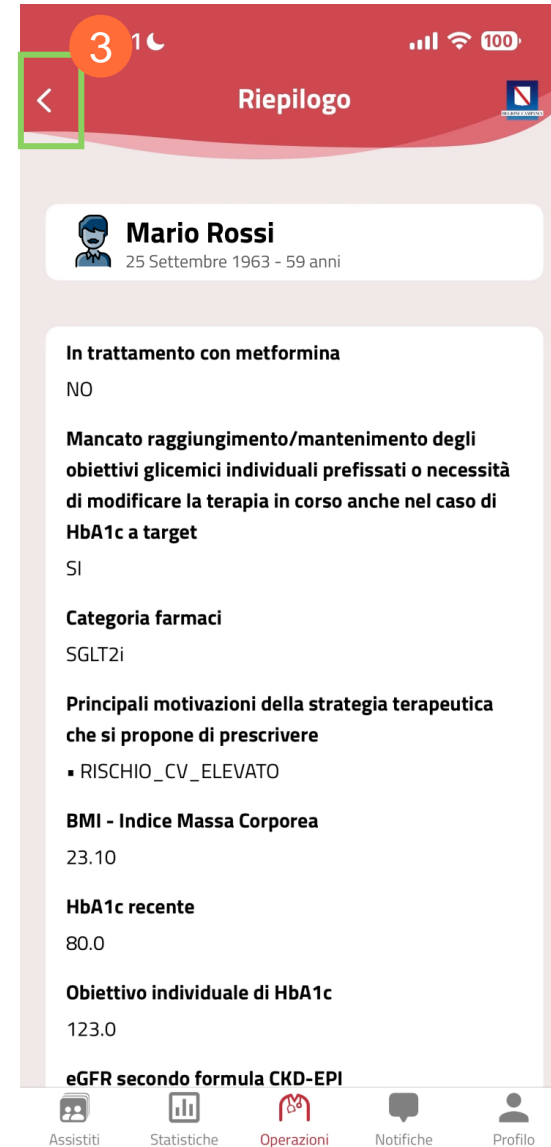 3
1
100
Riepilogo
REGIONE CAMPANIA
Mario Rossi
25 Settembre 1963 - 59 anni
In trattamento con metformina
NO
Mancato raggiungimento/mantenimento degli
obiettivi glicemici individuali prefissati o necessità
di modificare la terapia in corso anche nel caso di
HbA1c a target
SI
Categoria farmaci
SGLT2i
Principali motivazioni della strategia terapeutica
che si propone di prescrivere
▪ RISCHIO_CV_ELEVATO
BMI - Indice Massa Corporea
23.10
HbA1c recente
80.0
Obiettivo individuale di HbA1c
123.0
eGFR secondo formula CKD-EPI
Assistiti Statistiche Operazioni Notifiche Profilo